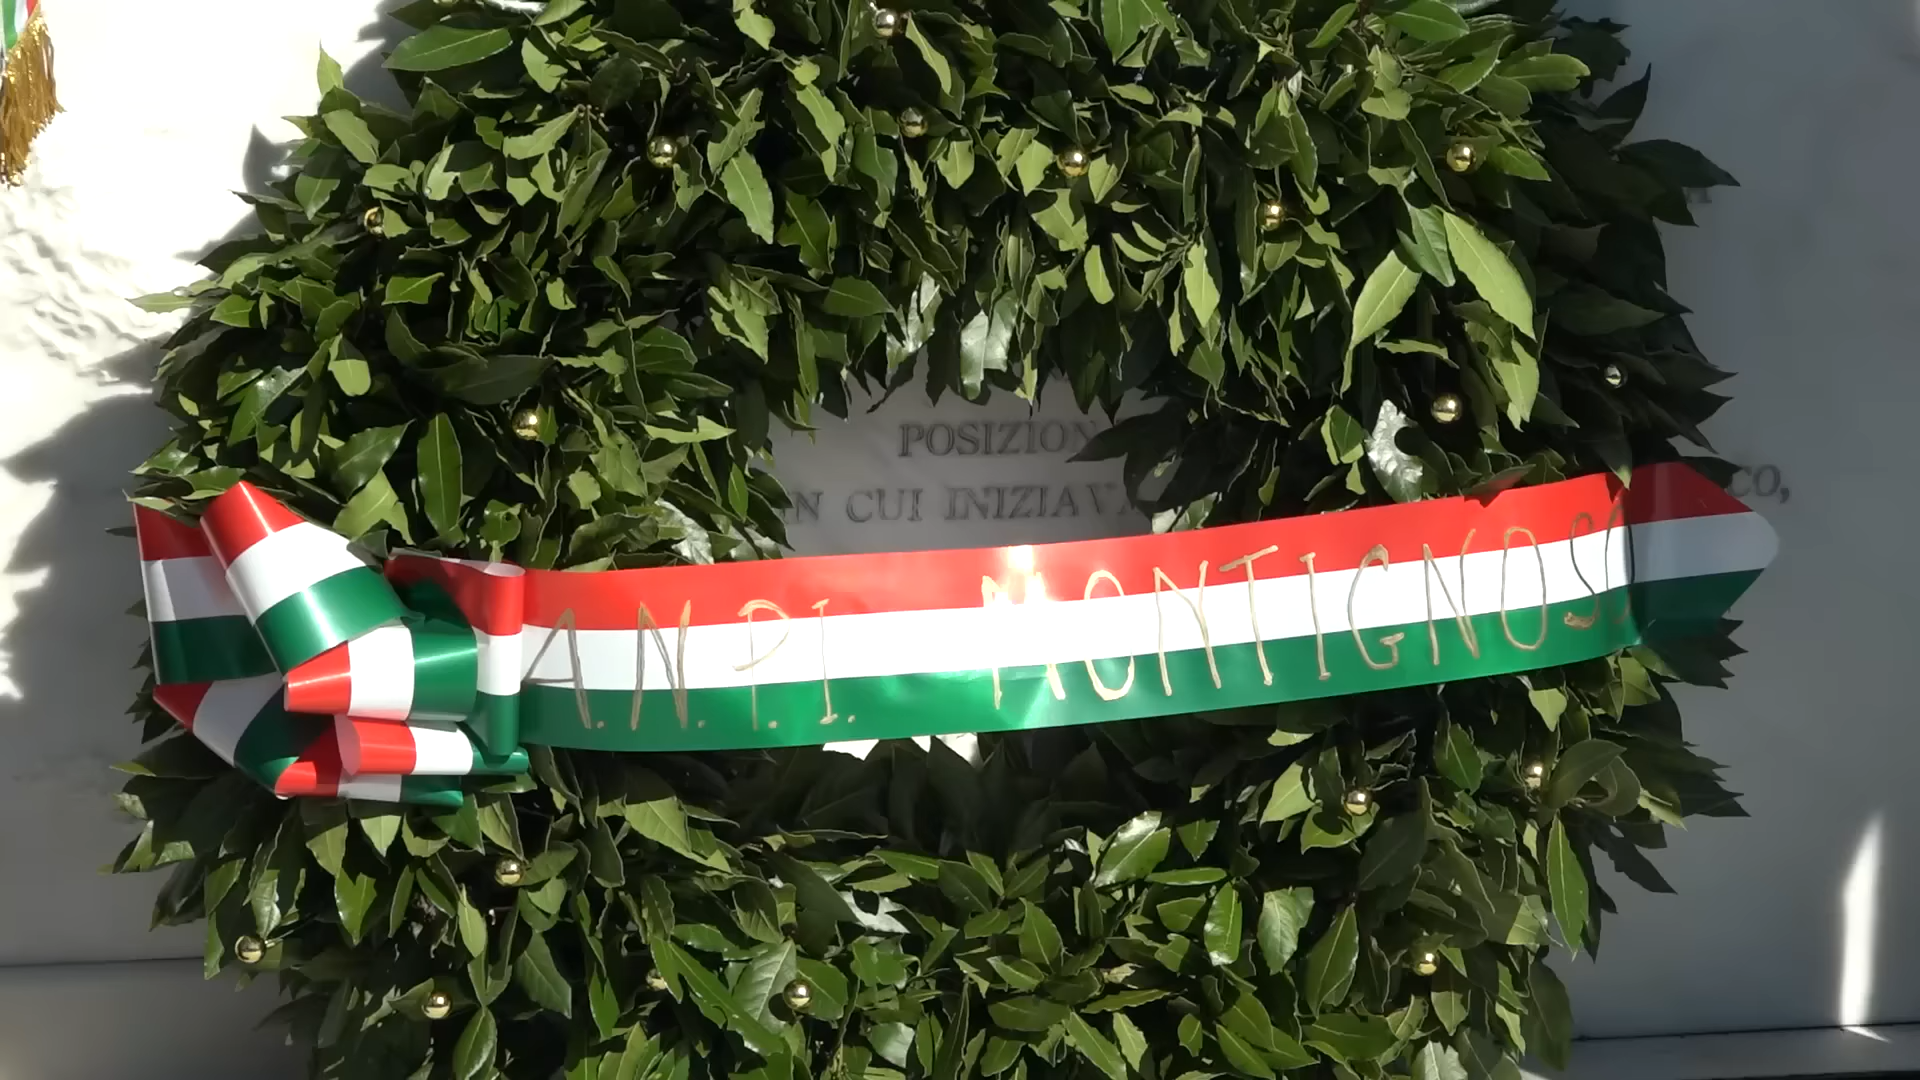 POSIZION
IN CUI INIZIAVA
CO,
A.N.P.I. MONTIGNOSO